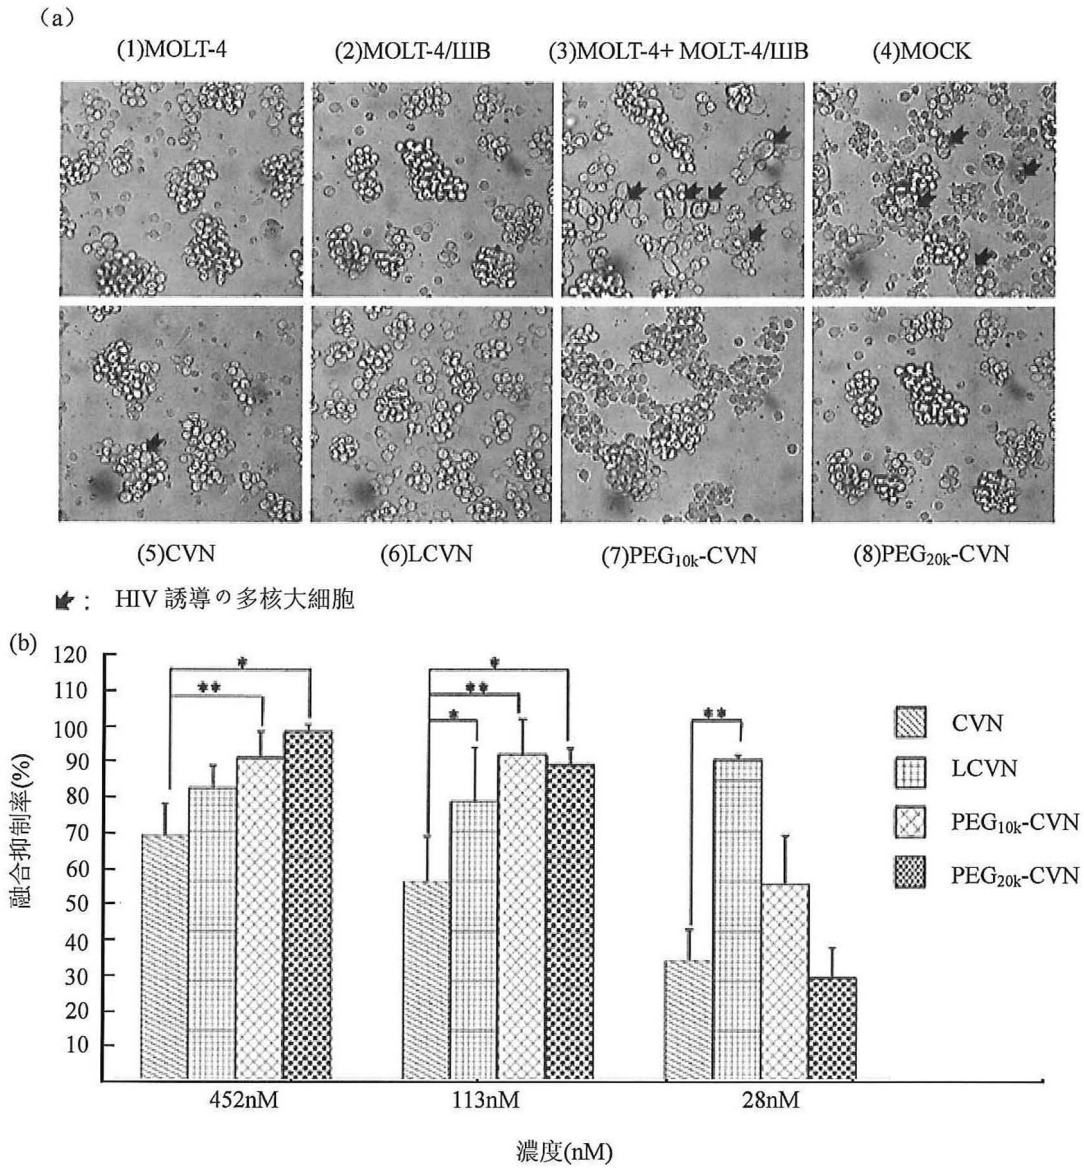 (a)
(1)MOLT-4 (2)MOLT-4/IIIB (3)MOLT-4+ MOLT-4/IIIB (4)MOCK
(5)CVN (6)LCVN (7)PEG10k-CVN (8)PEG20k-CVN
: HIV 誘導の多核大細胞
(b)
120
110
100
90
80
70
60
50
40
30
20
10
融合抑制率(%)
* **
* ** *
**
CVN
LCVN
PEG10k-CVN
PEG20k-CVN
452nM 113nM 28nM
濃度(nM)